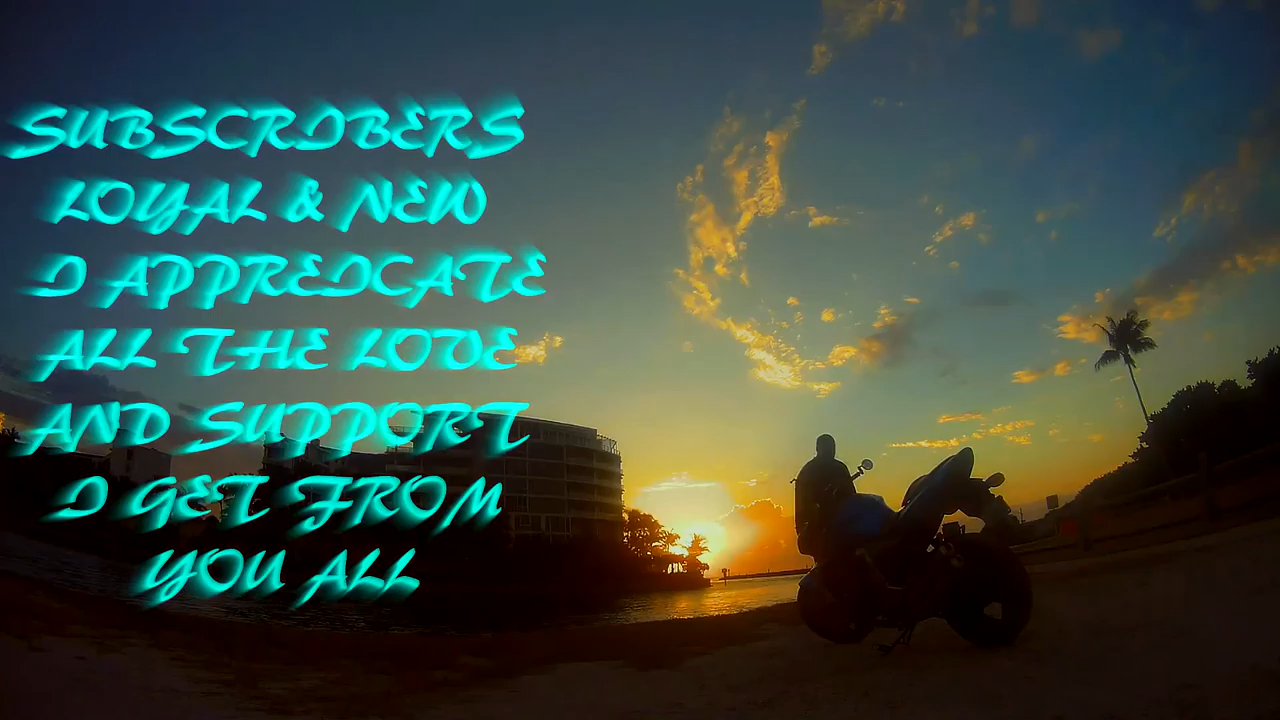 SUBSCRIBERS
LOYAL & NEW
I APPREICATE
ALL THE LOVE
AND SUPPORT
I GET FROM
YOU ALL